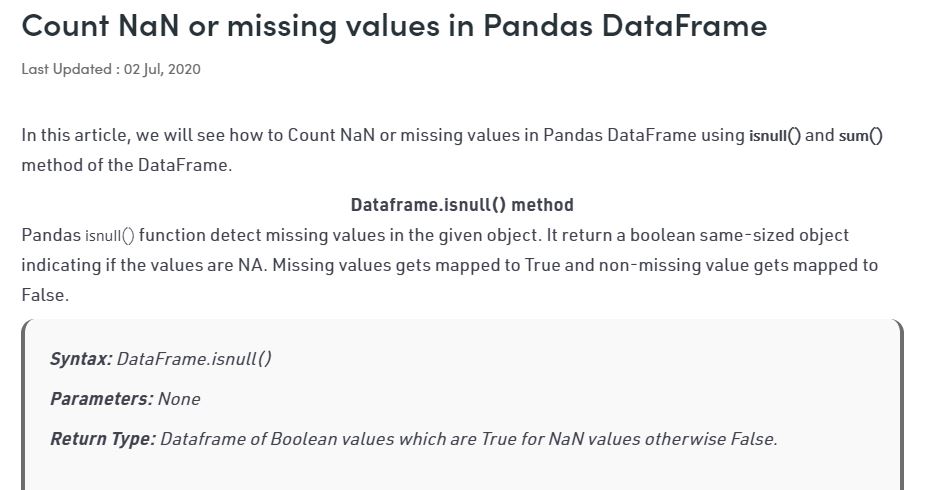 Count NaN or missing values in Pandas DataFrame
Last Updated : 02 Jul, 2020
In this article, we will see how to Count NaN or missing values in Pandas DataFrame using isnull() and sum()
method of the DataFrame.
Dataframe.isnull() method
Pandas isnull() function detect missing values in the given object. It return a boolean same-sized object
indicating if the values are NA. Missing values gets mapped to True and non-missing value gets mapped to
False.
Syntax: DataFrame.isnull()
Parameters: None
Return Type: Dataframe of Boolean values which are True for NaN values otherwise False.